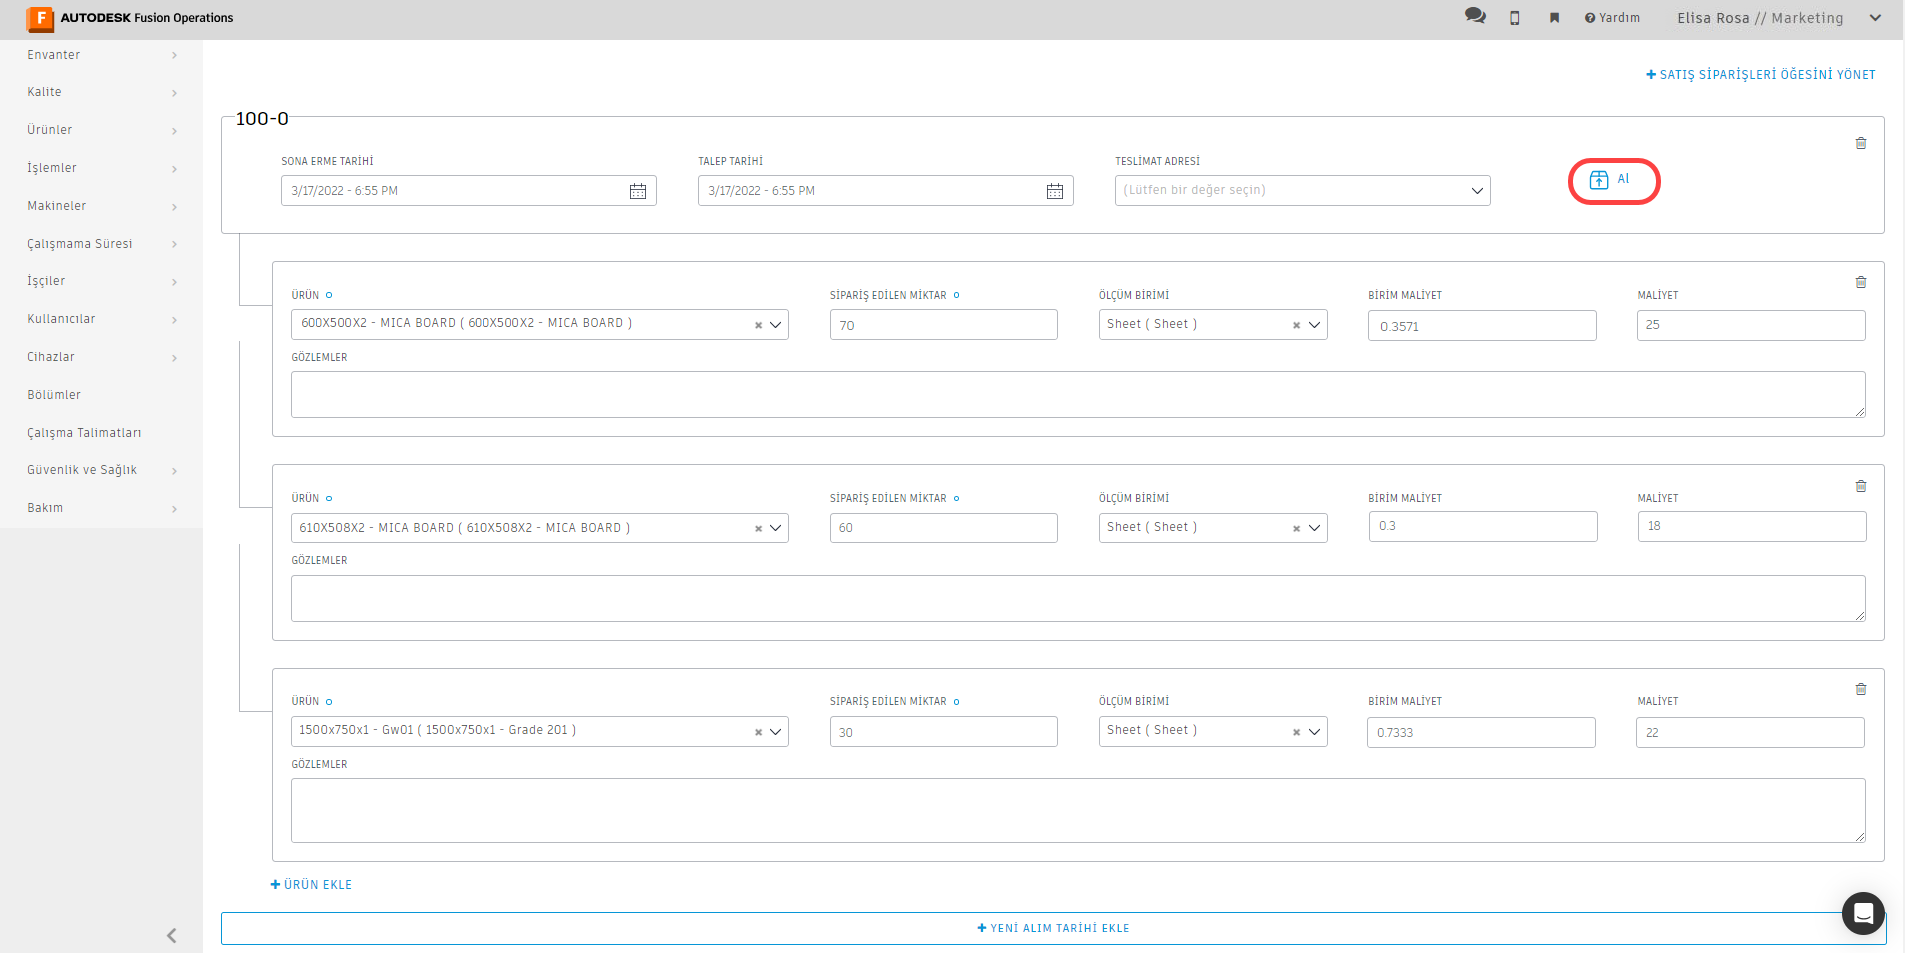 F AUTODESK Fusion Operations
Yardım
Elisa Rosa // Marketing
Envanter
Kalite
Ürünler
İşlemler
Makineler
Çalışmama Süresi
İşçiler
Kullanıcılar
Cihazlar
Bölümler
Çalışma Talimatları
Güvenlik ve Sağlık
Bakım
+ SATIŞ SİPARİŞLERİ ÖĞESİNİ YÖNET
100-0
SONA ERME TARİHİ TALEP TARİHİ TESLİMAT ADRESİ
3/17/2022 - 6:55 PM 3/17/2022 - 6:55 PM (Lütfen bir değer seçin) Al
ÜRÜN SİPARİŞ EDİLEN MİKTAR ÖLÇÜM BİRİMİ BİRİM MALİYET MALİYET
600X500X2 - MICA BOARD ( 600X500X2 - MICA BOARD ) 70 Sheet ( Sheet ) 0.3571 25
GÖZLEMLER
ÜRÜN SİPARİŞ EDİLEN MİKTAR ÖLÇÜM BİRİMİ BİRİM MALİYET MALİYET
610X508X2 - MICA BOARD ( 610X508X2 - MICA BOARD ) 60 Sheet ( Sheet ) 0.3 18
GÖZLEMLER
ÜRÜN SİPARİŞ EDİLEN MİKTAR ÖLÇÜM BİRİMİ BİRİM MALİYET MALİYET
1500x750x1 - Gw01 ( 1500x750x1 - Grade 201 ) 30 Sheet ( Sheet ) 0.7333 22
GÖZLEMLER
+ ÜRÜN EKLE
+ YENİ ALIM TARİHİ EKLE